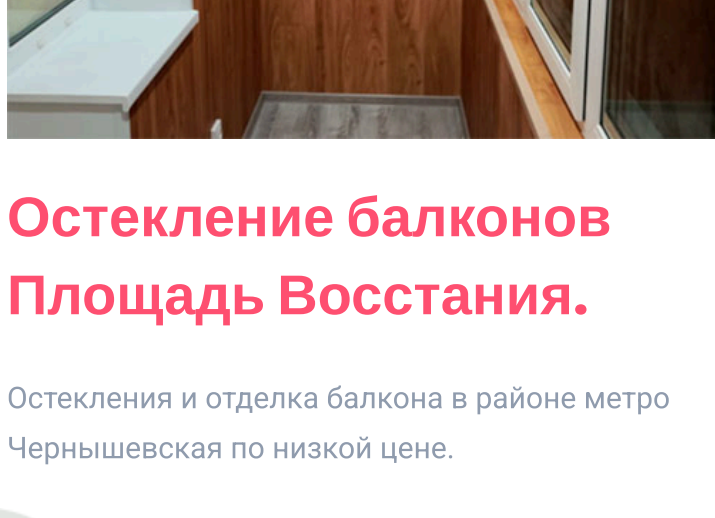 Остекление балконов
Площадь Восстания.
Остекления и отделка балкона в районе метро
Чернышевская по низкой цене.